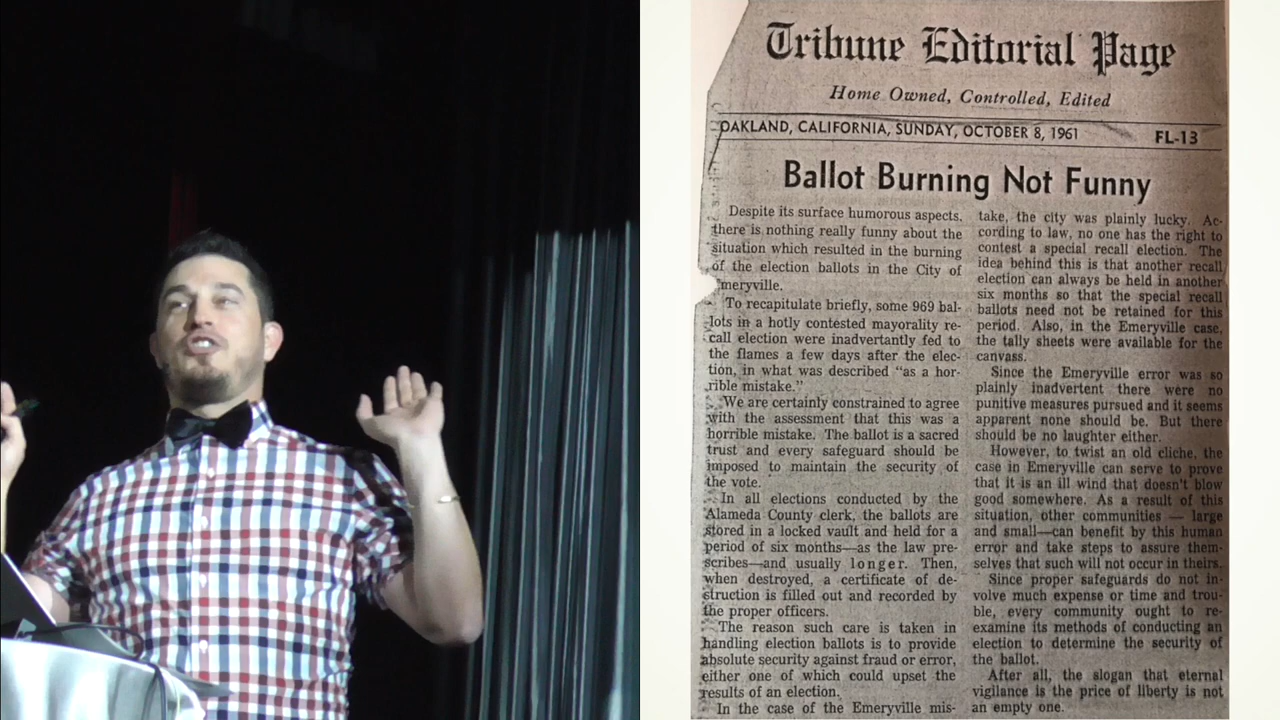 Tribune Editorial Page
Home Owned, Controlled, Edited
OAKLAND, CALIFORNIA, SUNDAY, OCTOBER 8, 1961
FL-13
Ballot Burning Not Funny
Despite its surface humorous aspects,
there is nothing really funny about the
situation which resulted in the burning
of the election ballots in the City of
meryville.
To recapitulate briefly, some 969 bal-
lots in a hotly contested mayorality re-
call election were inadvertantly fed to
the flames a few days after the elec-
tion, in what was described "as a hor-
rible mistake."
We are certainly constrained to agree
with the assessment that this was a
horrible mistake. The ballot is a sacred
trust and every safeguard should be
imposed to maintain the security of
the vote.
In all elections conducted by the
Alameda County clerk, the ballots are
stored in a locked vault and held for a
period of six months—as the law pre-
scribes—and usually longer. Then,
when destroyed, a certificate of de-
struction is filled out and recorded by
the proper officers.
The reason such care is taken in
handling election ballots is to provide
absolute security against fraud or error,
either one of which could upset the
results of an election.
In the case of the Emeryville mis-
take, the city was plainly lucky. Ac-
cording to law, no one has the right to
contest a special recall election. The
idea behind this is that another recall
election can always be held in another
six months so that the special recall
ballots need not be retained for this
period. Also, in the Emeryville case,
the tally sheets were available for the
canvass.
Since the Emeryville error was so
plainly inadvertent there were no
punitive measures pursued and it seems
apparent none should be. But there
should be no laughter either.
However, to twist an old cliche, the
case in Emeryville can serve to prove
that it is an ill wind that doesn't blow
good somewhere. As a result of this
situation, other communities — large
and small—can benefit by this human
error and take steps to assure them-
selves that such will not occur in theirs.
Since proper safeguards do not in-
volve much expense or time and trou-
ble, every community ought to re-
examine its methods of conducting an
election to determine the security of
the ballot.
After all, the slogan that eternal
vigilance is the price of liberty is not
an empty one.